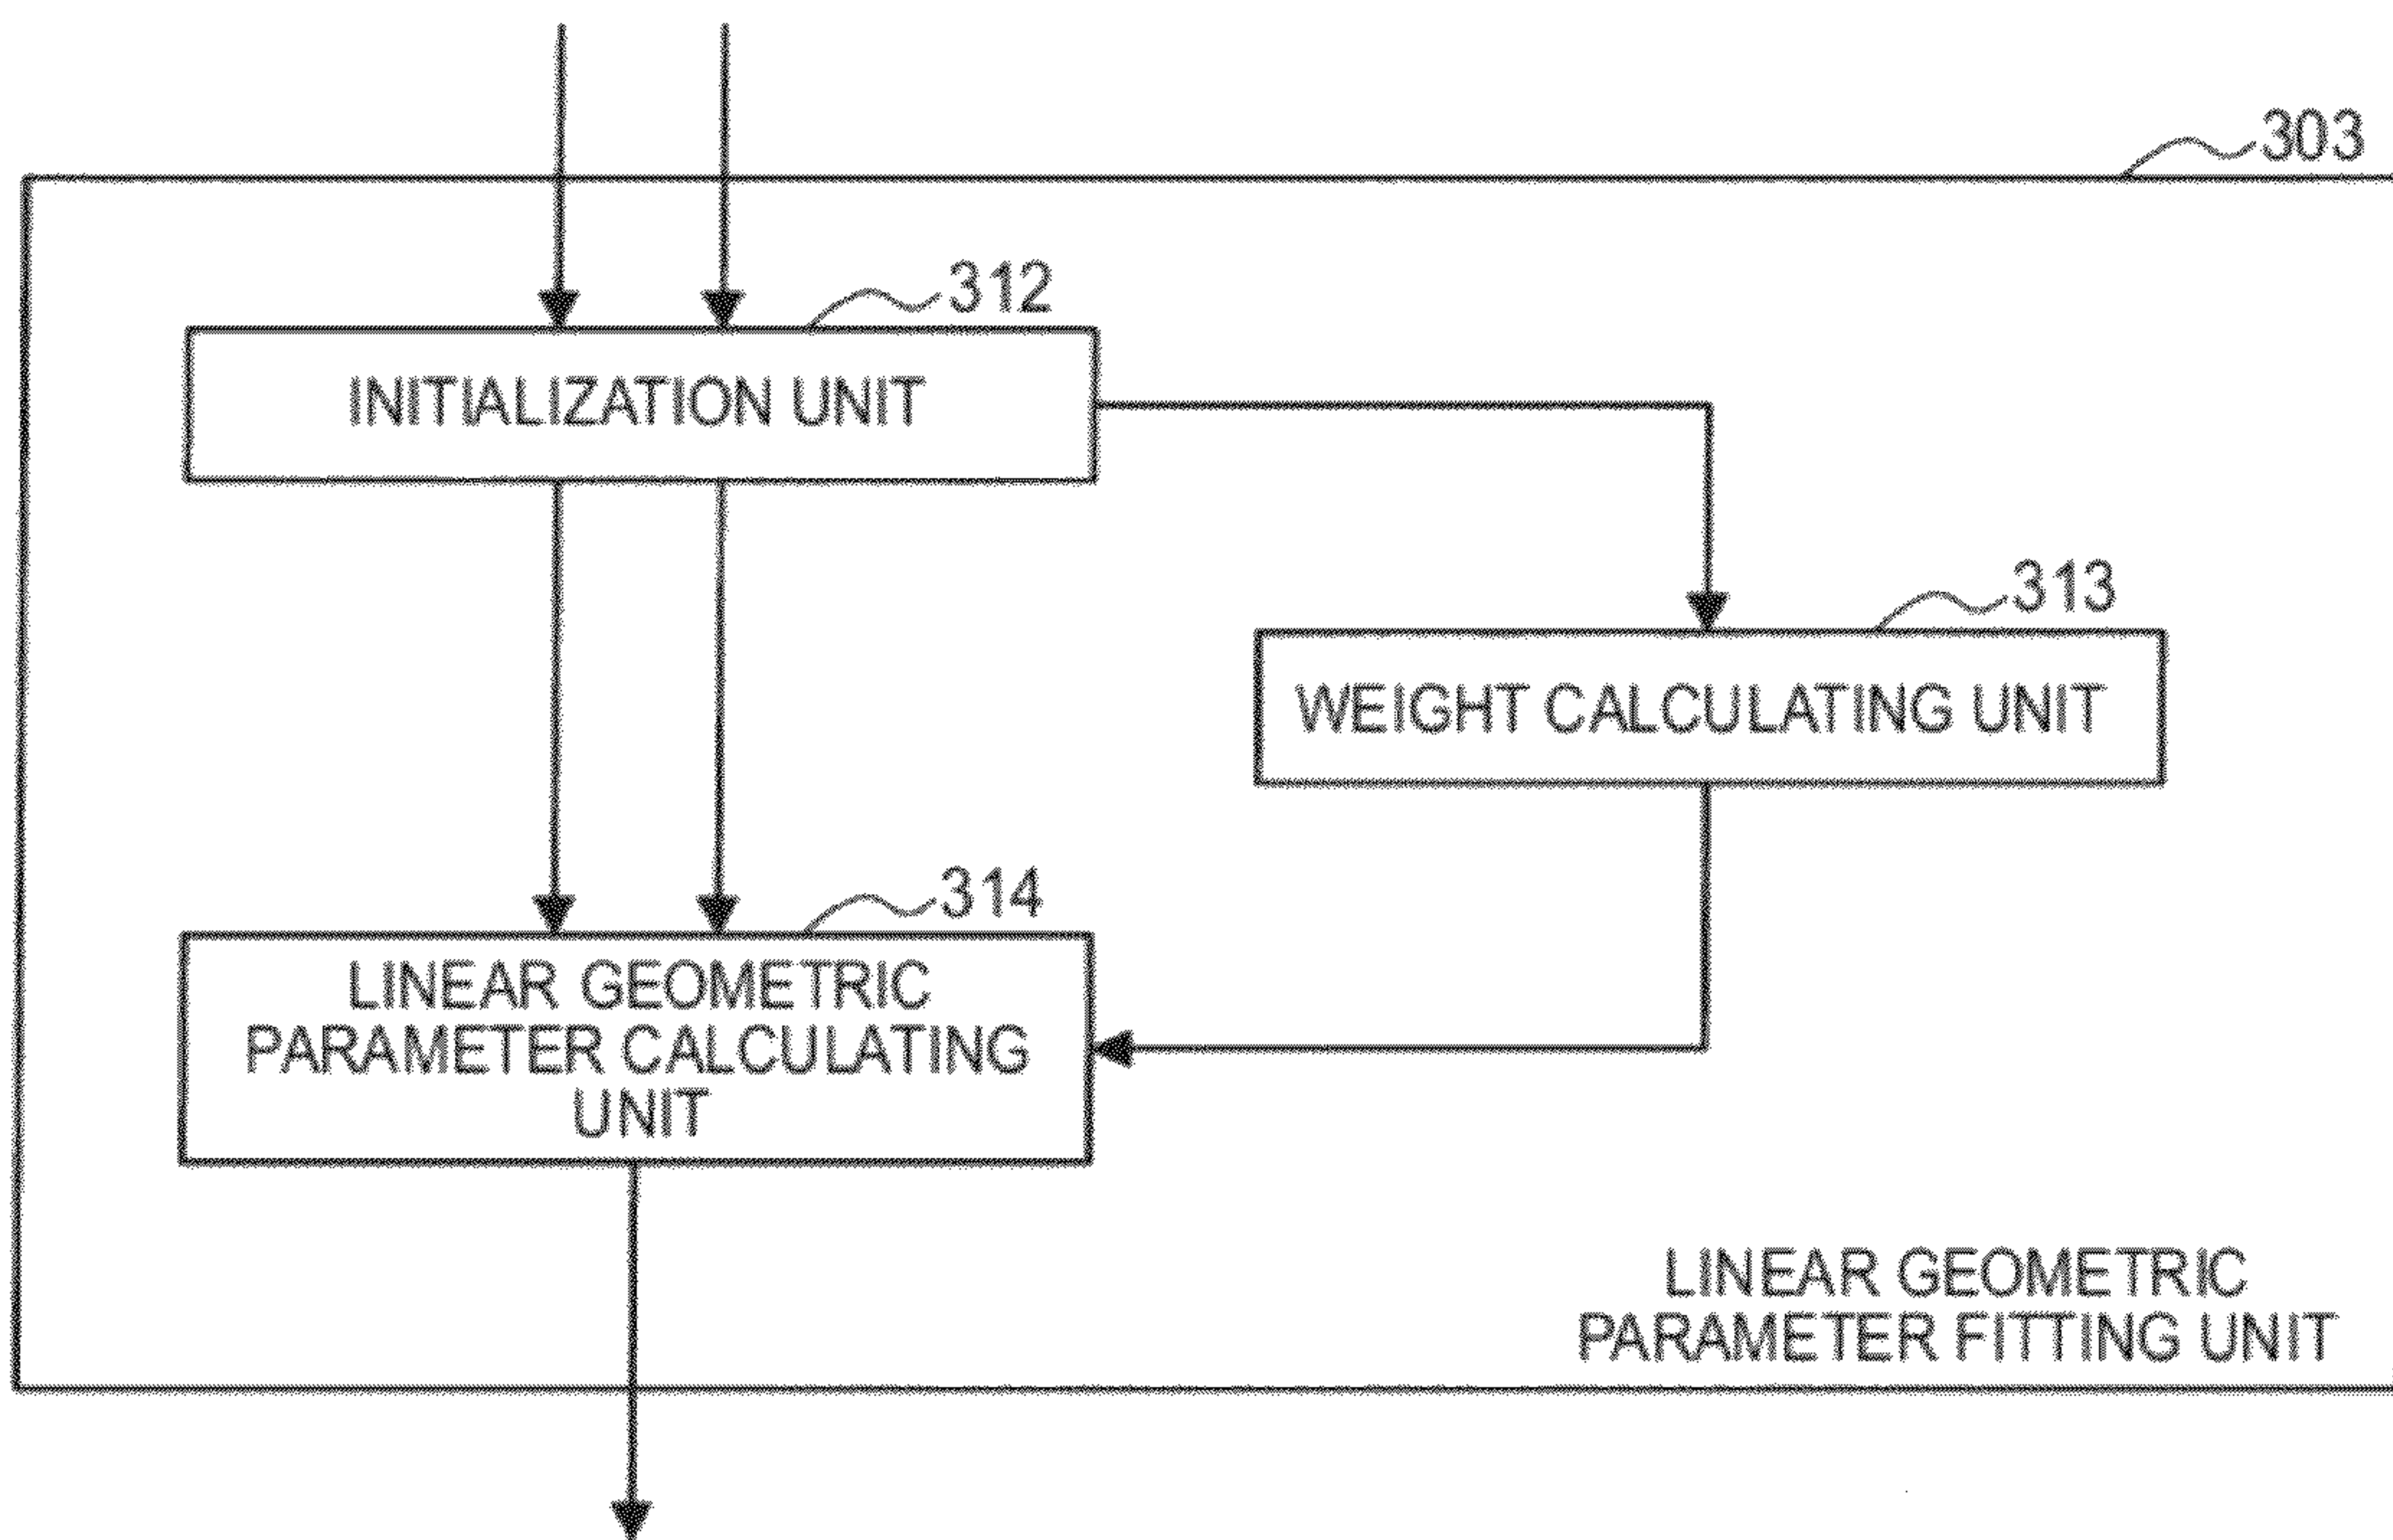 303
312
INITIALIZATION UNIT
313
WEIGHT CALCULATING UNIT
314
LINEAR GEOMETRIC
PARAMETER CALCULATING
UNIT
LINEAR GEOMETRIC
PARAMETER FITTING UNIT